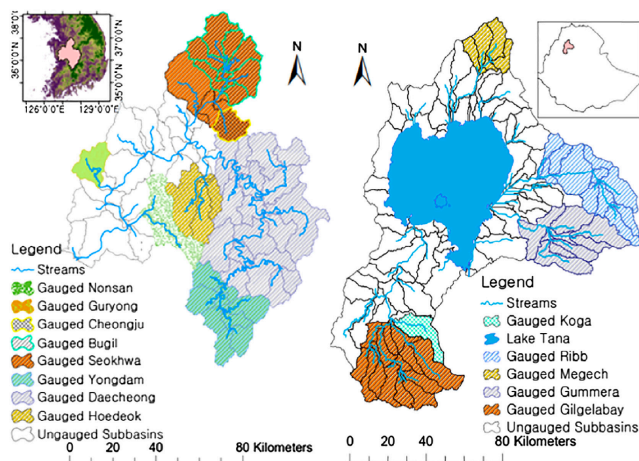 38°0'N
37°0'N
36°0'N
35°0'N
126°0'E 129°0'E
N
Legend
Streams
Gauged Nonsan
Gauged Guryong
Gauged Cheongju
Gauged Bugil
Gauged Seokhwa
Gauged Yongdam
Gauged Daecheong
Gauged Hoedeok
Ungauged Subbasins
80 Kilometers
0 20 40
N
Legend
Streams
Gauged Koga
Lake Tana
Gauged Ribb
Gauged Megech
Gauged Gummera
Gauged Gilgelabay
Ungauged Subbasins
80 Kilometers
0 20 40 60